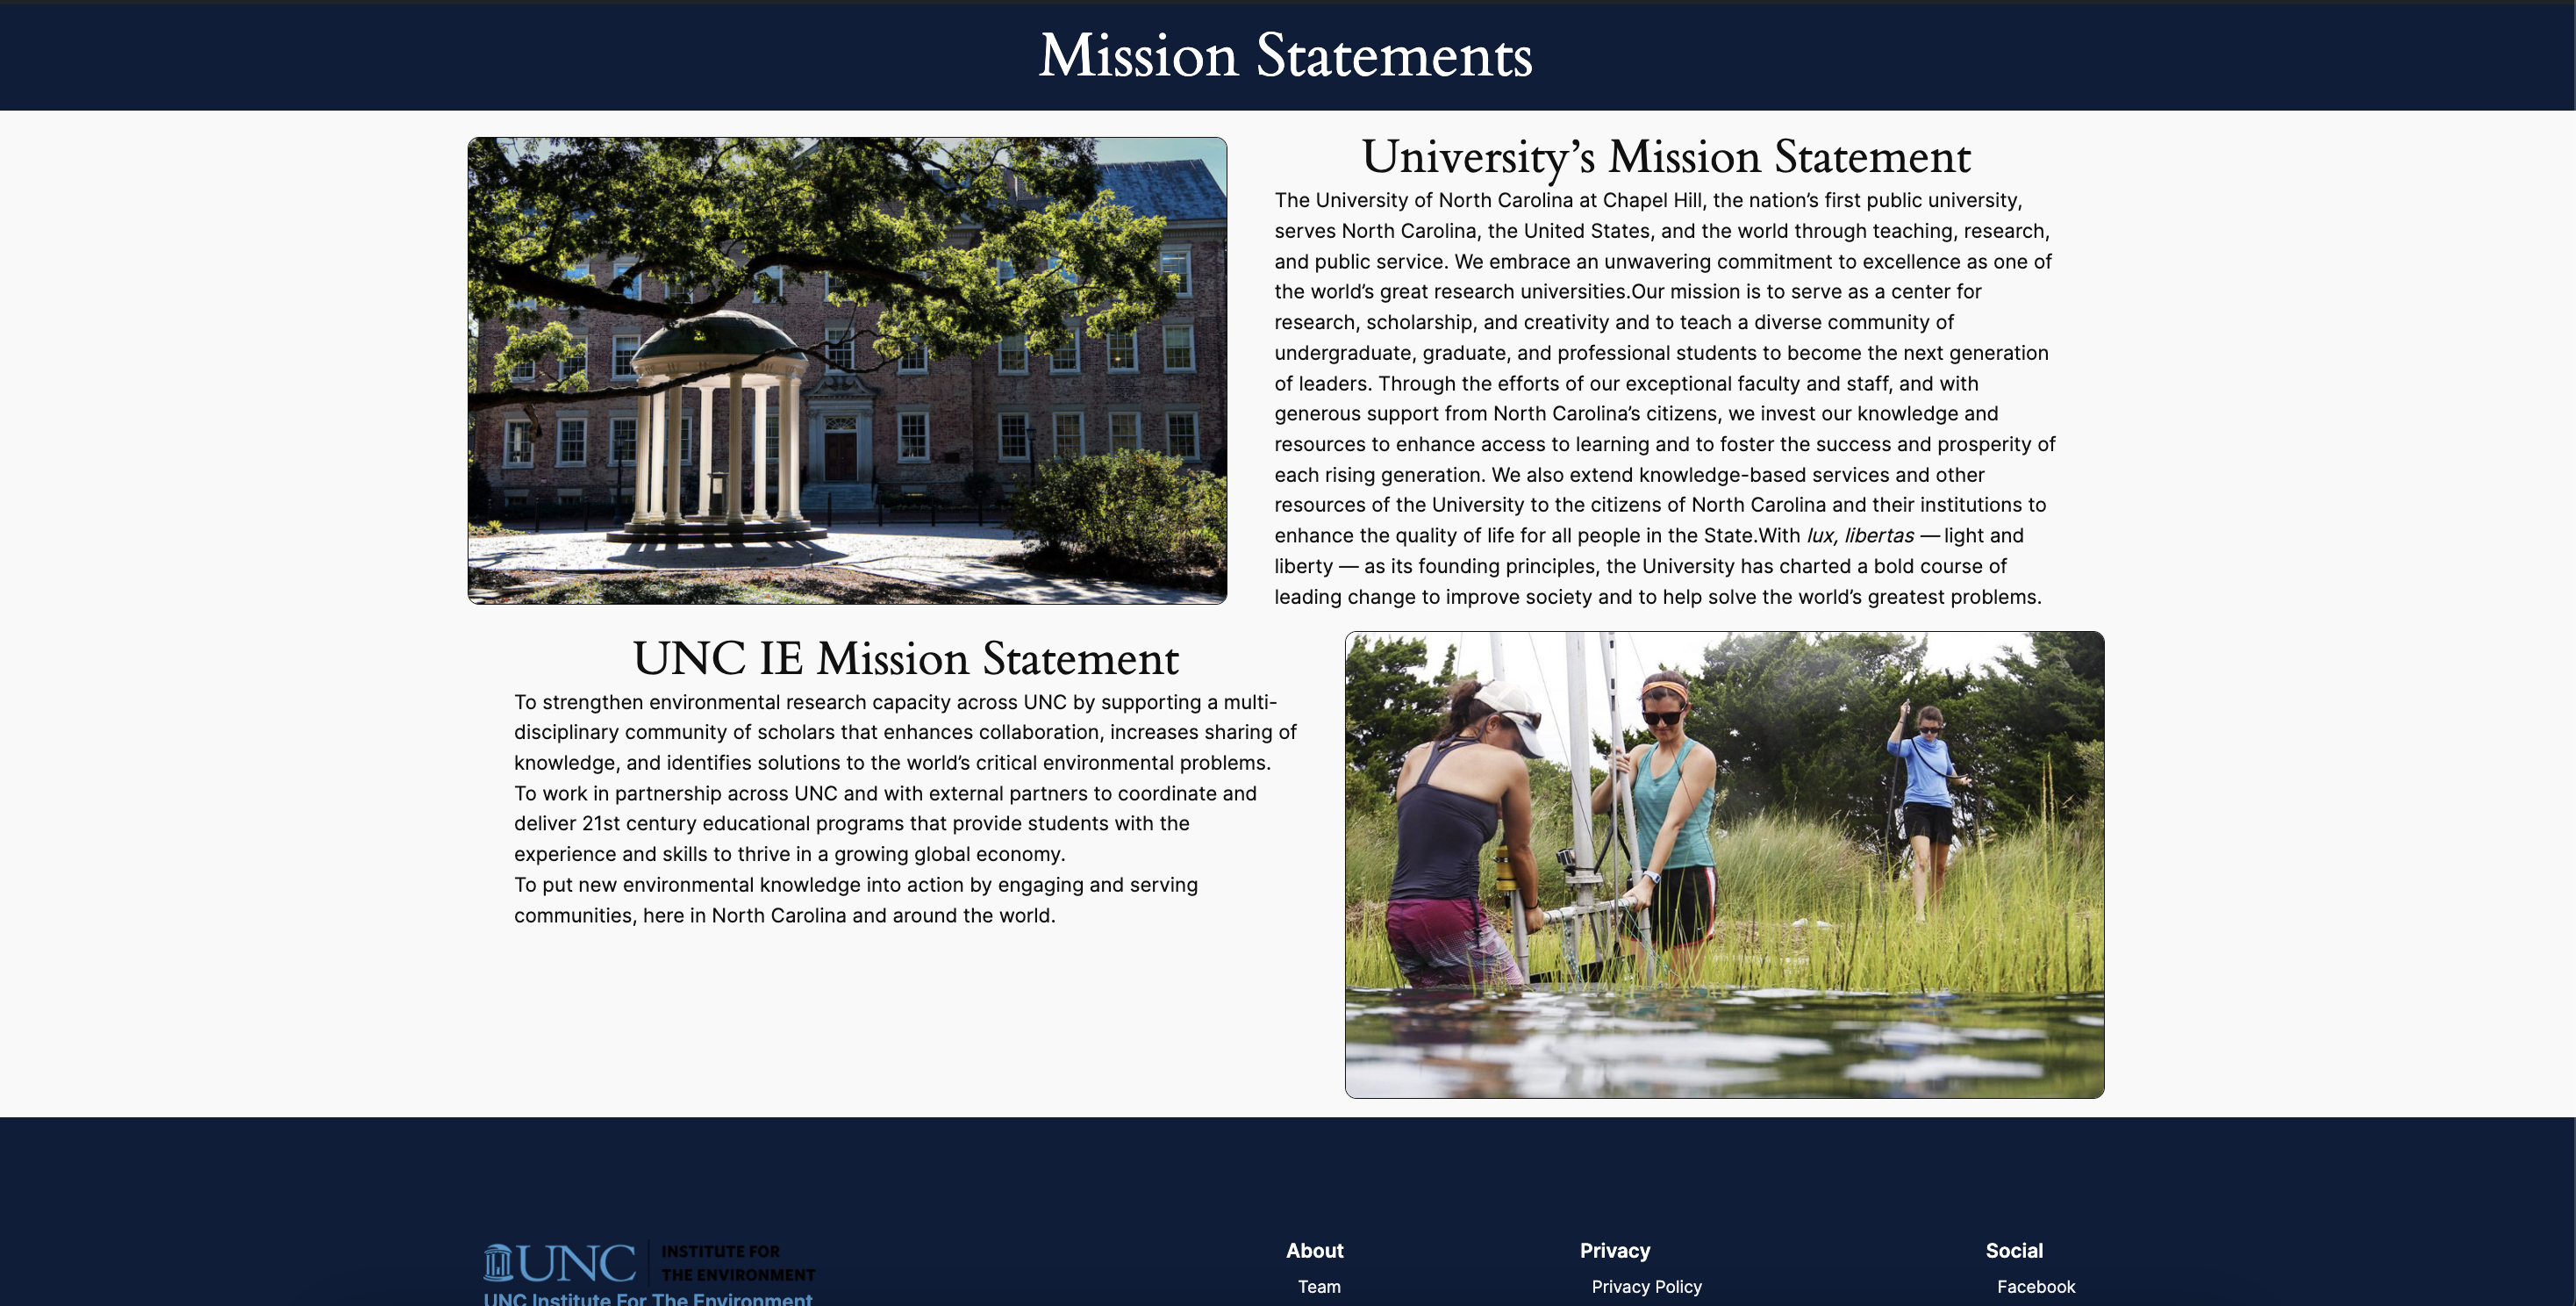 Mission Statements
University’s Mission Statement
The University of North Carolina at Chapel Hill, the nation’s first public university,
serves North Carolina, the United States, and the world through teaching, research,
and public service. We embrace an unwavering commitment to excellence as one of
the world’s great research universities.Our mission is to serve as a center for
research, scholarship, and creativity and to teach a diverse community of
undergraduate, graduate, and professional students to become the next generation
of leaders. Through the efforts of our exceptional faculty and staff, and with
generous support from North Carolina’s citizens, we invest our knowledge and
resources to enhance access to learning and to foster the success and prosperity of
each rising generation. We also extend knowledge-based services and other
resources of the University to the citizens of North Carolina and their institutions to
enhance the quality of life for all people in the State.With lux, libertas — light and
liberty — as its founding principles, the University has charted a bold course of
leading change to improve society and to help solve the world’s greatest problems.
UNC IE Mission Statement
To strengthen environmental research capacity across UNC by supporting a multi-
disciplinary community of scholars that enhances collaboration, increases sharing of
knowledge, and identifies solutions to the world’s critical environmental problems.
To work in partnership across UNC and with external partners to coordinate and
deliver 21st century educational programs that provide students with the
experience and skills to thrive in a growing global economy.
To put new environmental knowledge into action by engaging and serving
communities, here in North Carolina and around the world.
UNC
INSTITUTE FOR
THE ENVIRONMENT
UNC Institute For The Environment
About
Team
Privacy
Privacy Policy
Social
Facebook